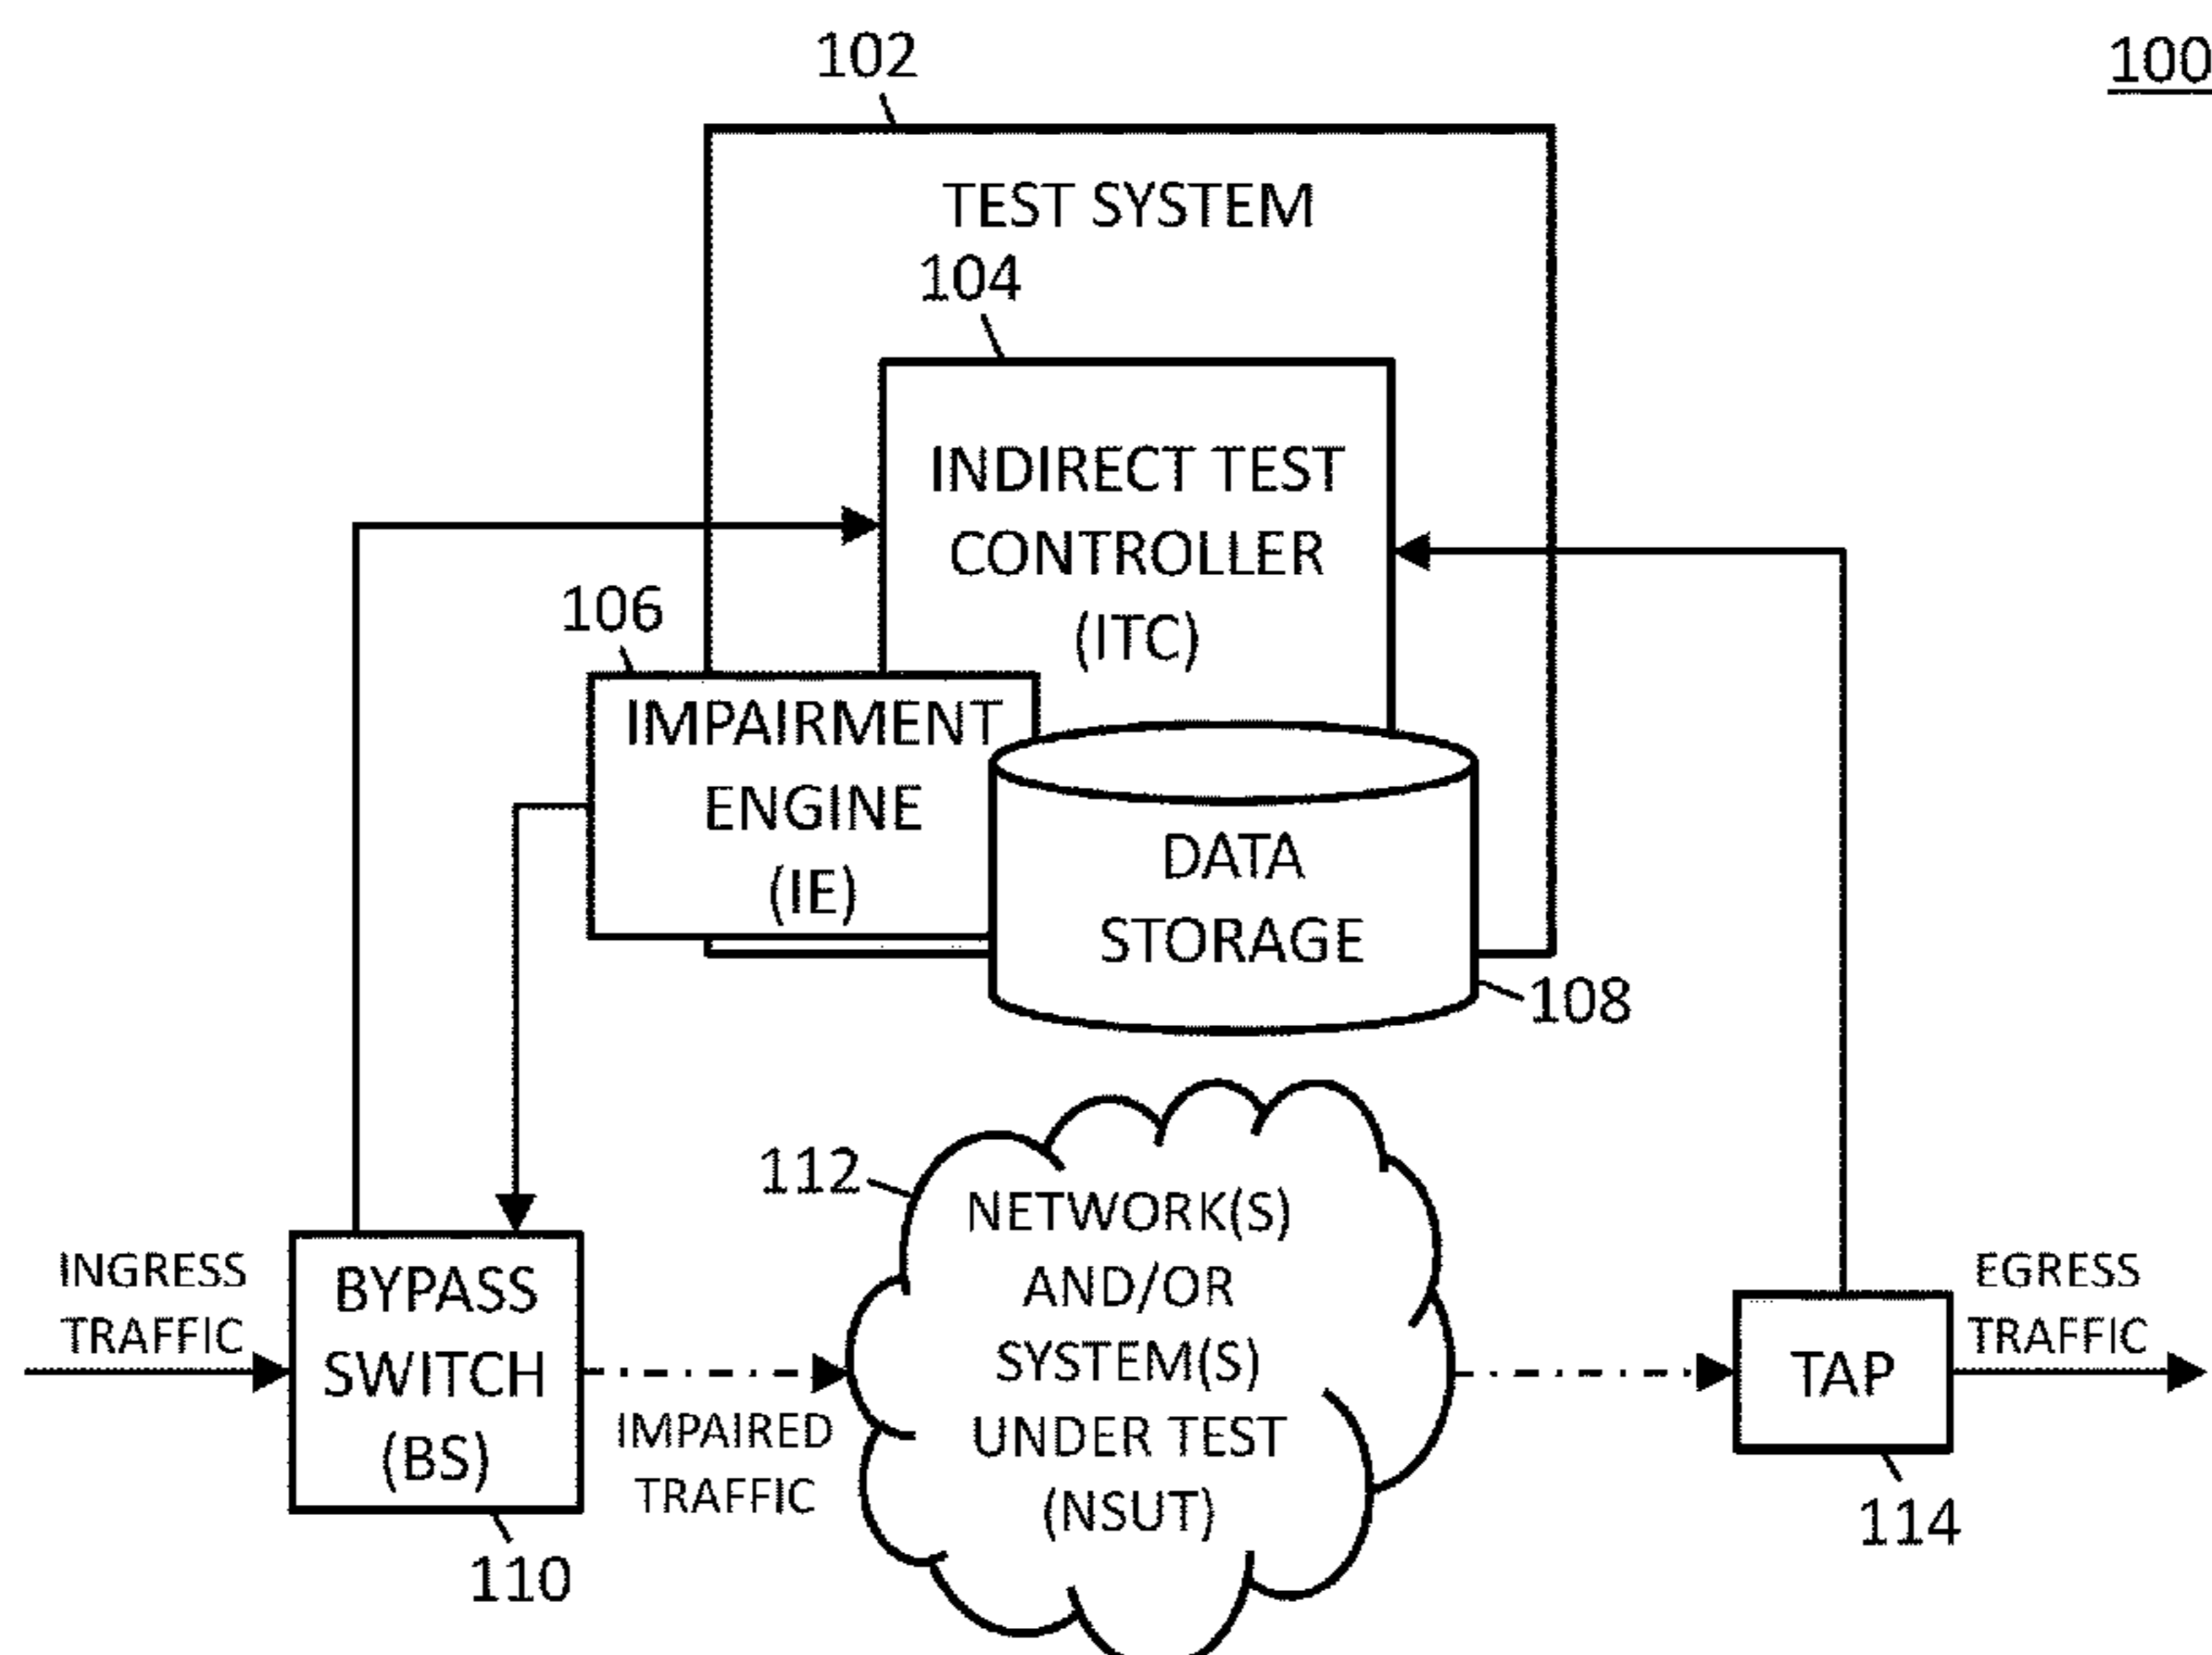 102
100
TEST SYSTEM
104
INDIRECT TEST
CONTROLLER
(ITC)
106
IMPAIRMENT
ENGINE
(IE)
DATA
STORAGE
108
112
NETWORK(S)
AND/OR
SYSTEM(S)
UNDER TEST
(NSUT)
INGRESS
TRAFFIC
BYPASS
SWITCH
(BS)
110
IMPAIRED
TRAFFIC
TAP
114
EGRESS
TRAFFIC